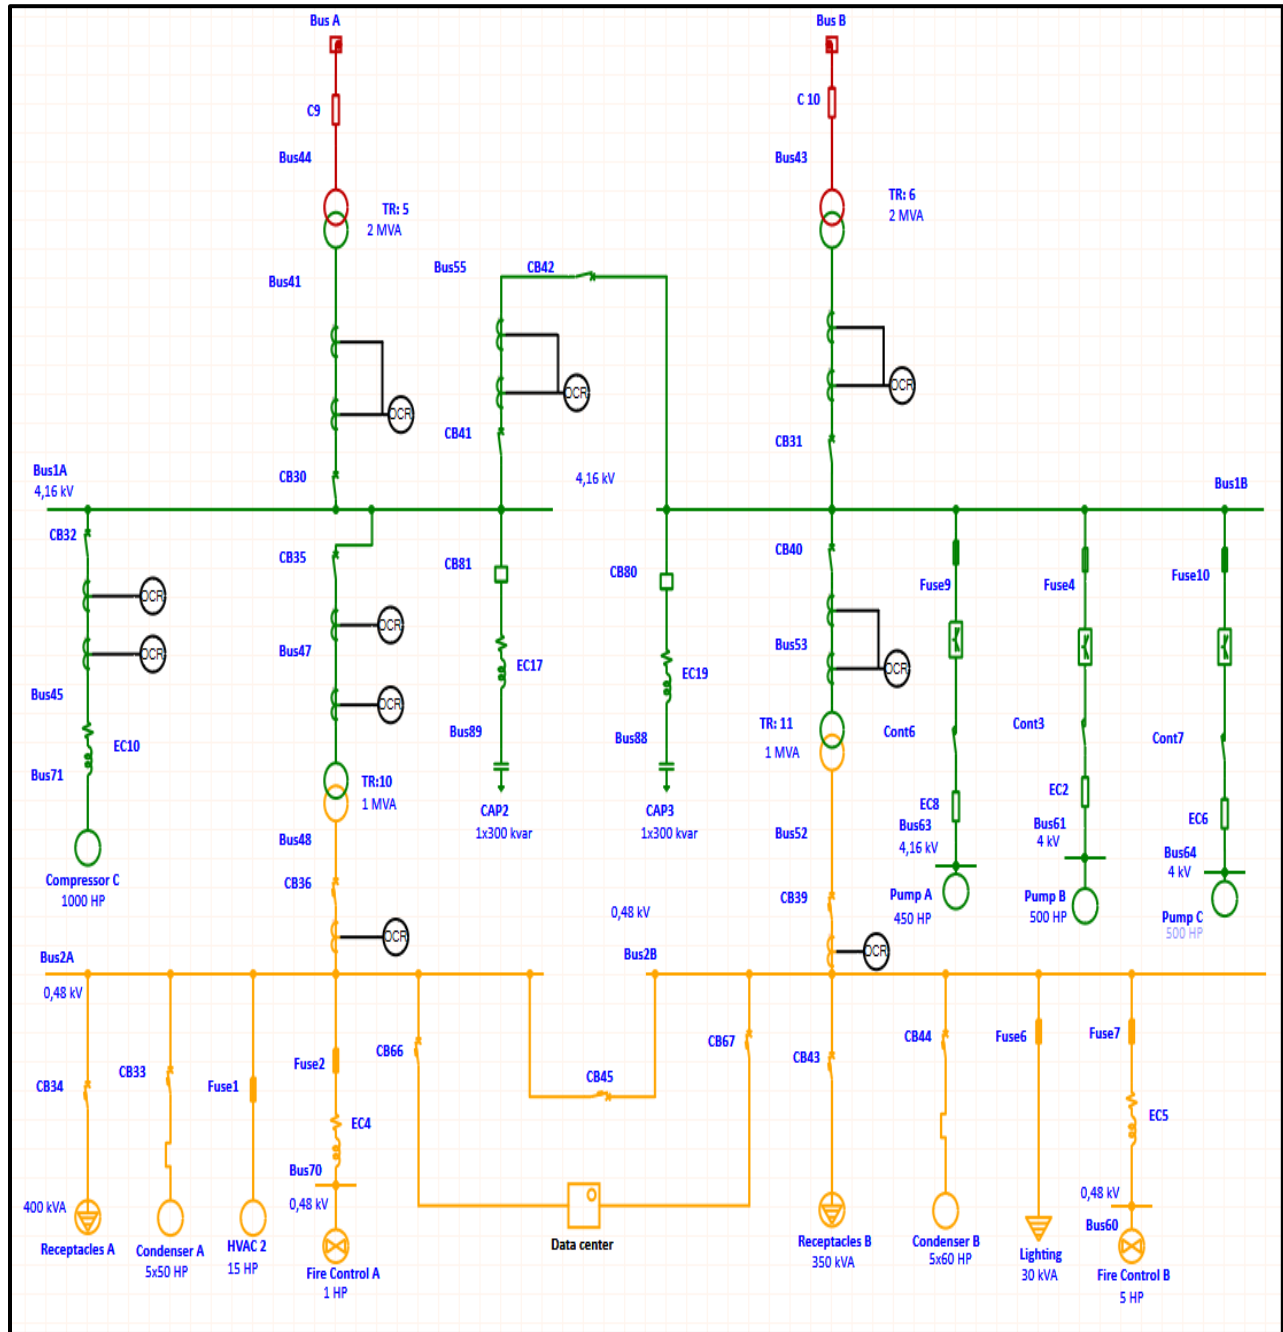 Bus A
Bus B
C9
C 10
Bus44
Bus43
TR: 5
2 MVA
TR: 6
2 MVA
Bus41
Bus55
CB42
OCR
OCR
OCR
CB41
CB31
CB30
Bus1A
4,16 kV
4,16 kV
Bus1B
CB32
CB35
CB81
CB80
CB40
Fuse9
Fuse4
Fuse10
OCR
OCR
OCR
OCR
OCR
OCR
Bus47
Bus53
EC17
EC19
Bus45
Bus89
Bus88
TR: 11
1 MVA
Cont6
Cont3
Cont7
EC10
Bus71
TR:10
1 MVA
CAP2
1x300 kvar
CAP3
1x300 kvar
EC8
EC2
EC6
Bus63
4,16 kV
Bus61
4 kV
Bus64
4 kV
Bus48
Bus52
Compressor C
1000 HP
CB36
CB39
Pump A
450 HP
Pump B
500 HP
Pump C
500 HP
0,48 kV
OCR
OCR
Bus2A
0,48 kV
Bus2B
CB34
CB33
Fuse1
Fuse2
CB66
CB45
CB67
CB43
CB44
Fuse6
Fuse7
EC4
EC5
Bus70
0,48 kV
0,48 kV
Bus60
400 kVA
Receptacles A
Condenser A
5x50 HP
HVAC 2
15 HP
Fire Control A
1 HP
Data center
Receptacles B
350 kVA
Condenser B
5x60 HP
Lighting
30 kVA
Fire Control B
5 HP